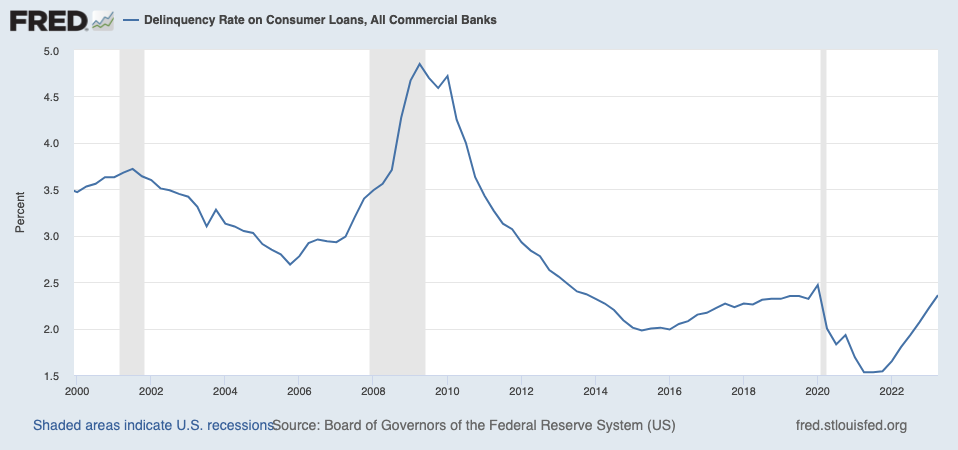 FRED
Delinquency Rate on Consumer Loans, All Commercial Banks
5.0
4.5
4.0
3.5
3.0
2.5
2.0
1.5
Percent
2000 2002 2004 2006 2008 2010 2012 2014 2016 2018 2020 2022
Shaded areas indicate U.S. recessions
Source: Board of Governors of the Federal Reserve System (US)
fred.stlouisfed.org